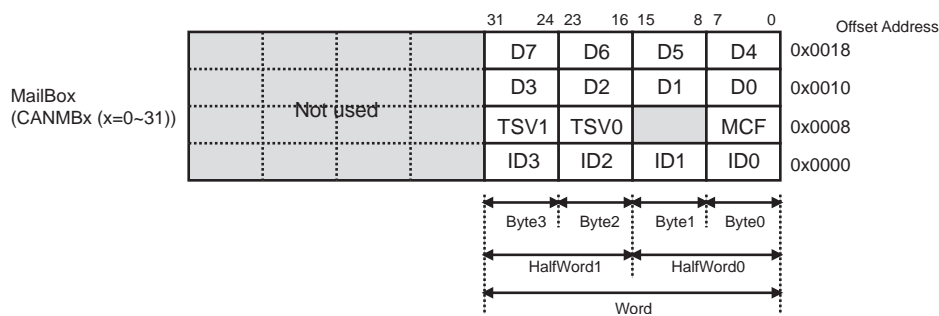 31 24 23 16 15 8 7 0
Offset Address
D7 D6 D5 D4 0x0018
D3 D2 D1 D0 0x0010
MailBox
(CANMBx (x=0~31))
Not used
TSV1 TSV0 MCF 0x0008
ID3 ID2 ID1 ID0 0x0000
Byte3 Byte2 Byte1 Byte0
HalfWord1 HalfWord0
Word